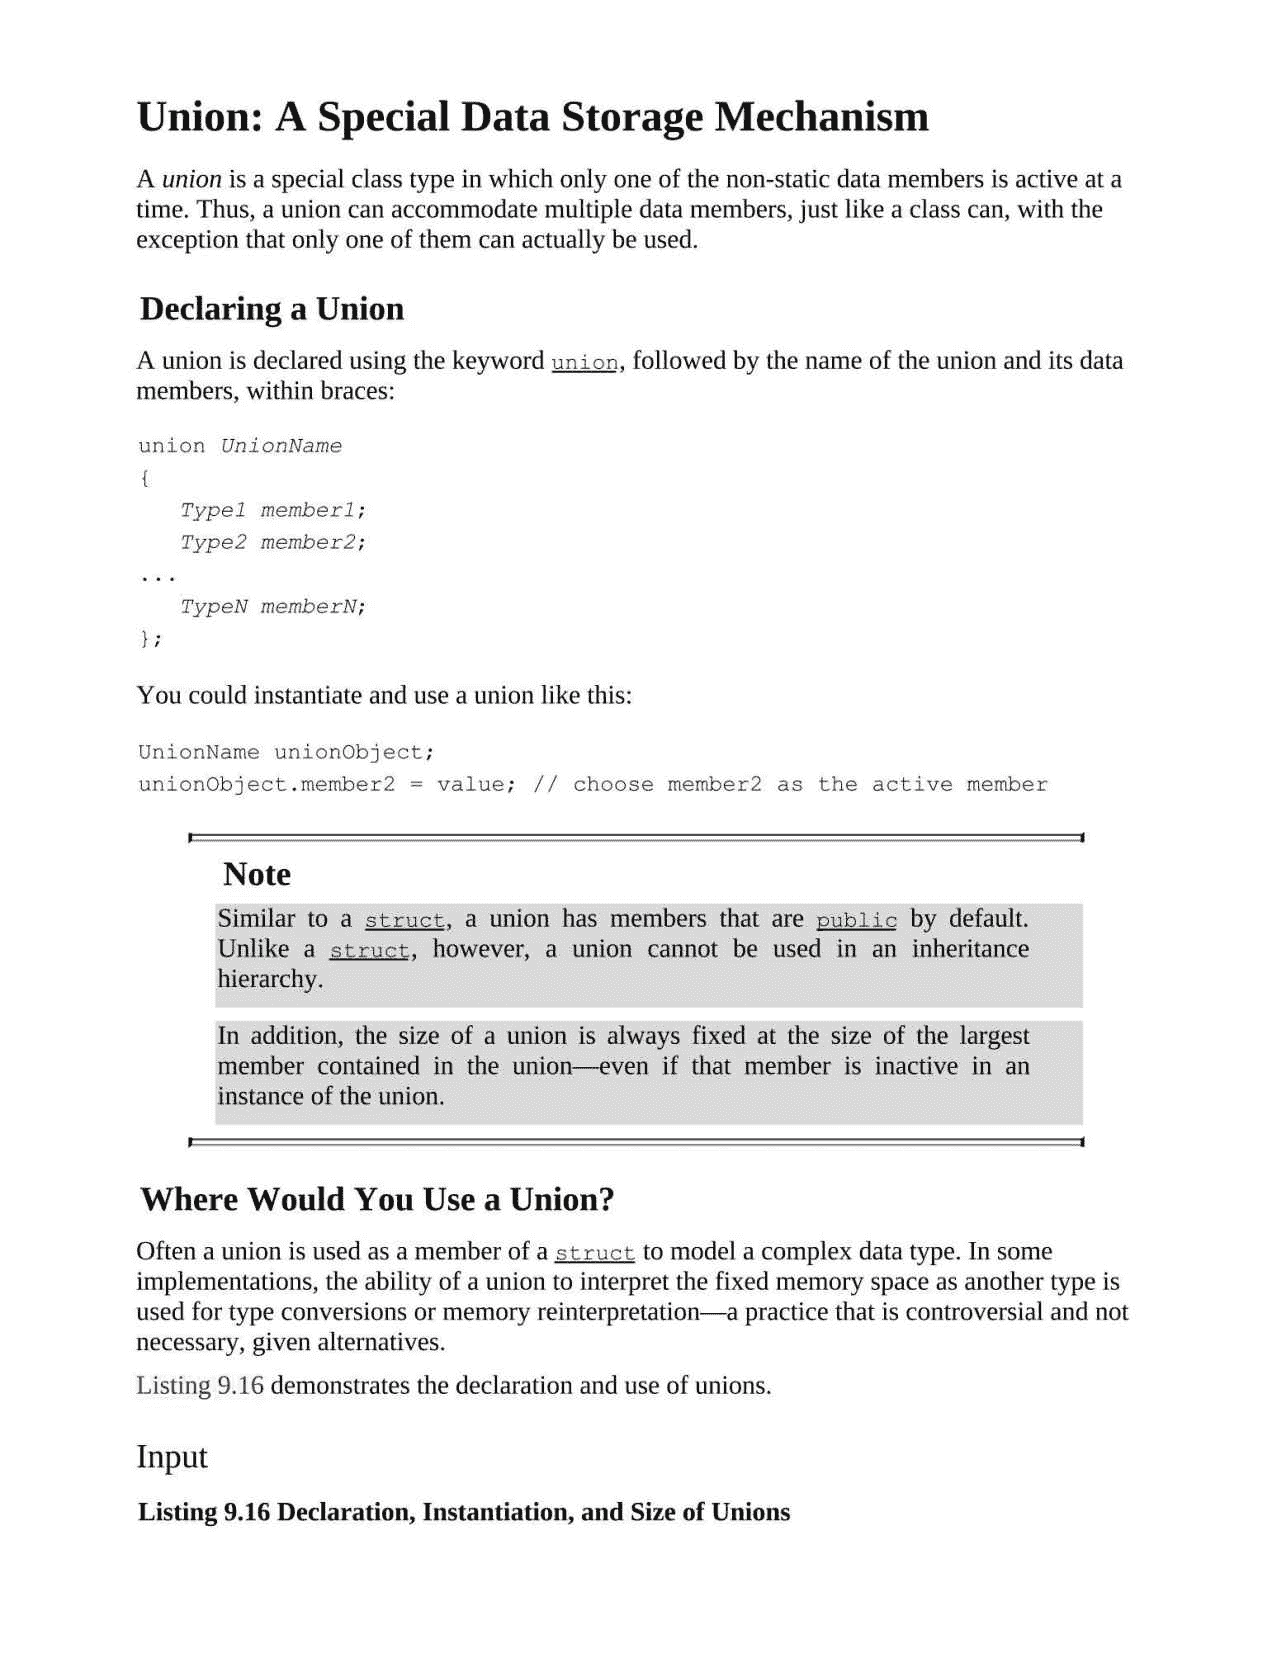 Union: A Special Data Storage Mechanism
A union is a special class type in which only one of the non-static data members is active at a
time. Thus, a union can accommodate multiple data members, just like a class can, with the
exception that only one of them can actually be used.
Declaring a Union
A union is declared using the keyword union, followed by the name of the union and its data
members, within braces:
union UnionName
{
Type1 member1;
Type2 member2;
...
TypeN memberN;
};
You could instantiate and use a union like this:
UnionName unionObject;
unionObject.member2 = value; // choose member2 as the active member
Note
Similar to a struct, a union has members that are public by default.
Unlike a struct, however, a union cannot be used in an inheritance
hierarchy.
In addition, the size of a union is always fixed at the size of the largest
member contained in the union—even if that member is inactive in an
instance of the union.
Where Would You Use a Union?
Often a union is used as a member of a struct to model a complex data type. In some
implementations, the ability of a union to interpret the fixed memory space as another type is
used for type conversions or memory reinterpretation—a practice that is controversial and not
necessary, given alternatives.
Listing 9.16 demonstrates the declaration and use of unions.
Input
Listing 9.16 Declaration, Instantiation, and Size of Unions